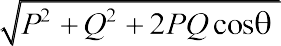 √(P² + Q² + 2PQ cosθ)